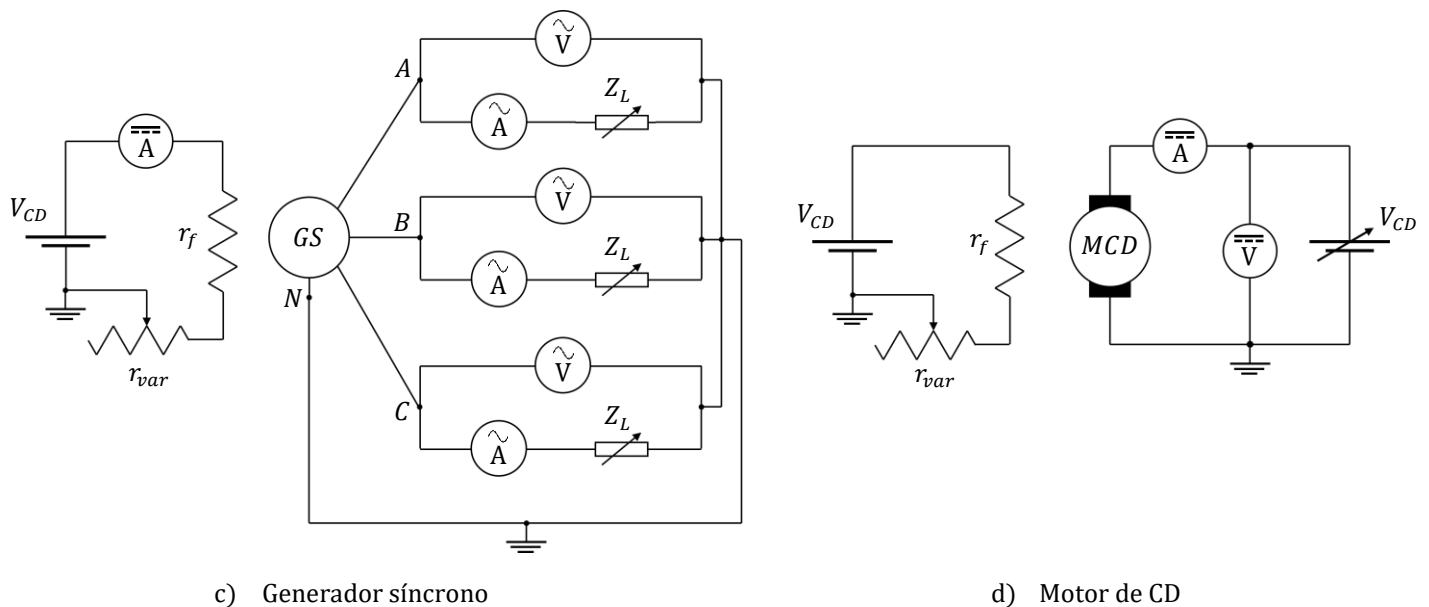 V
A
Z_L
A
A
V_CD
r_f
r_var
GS
V
B
Z_L
A
N
V
C
Z_L
A
V_CD
r_f
r_var
A
MCD
V
V_CD
c) Generador síncrono
d) Motor de CD